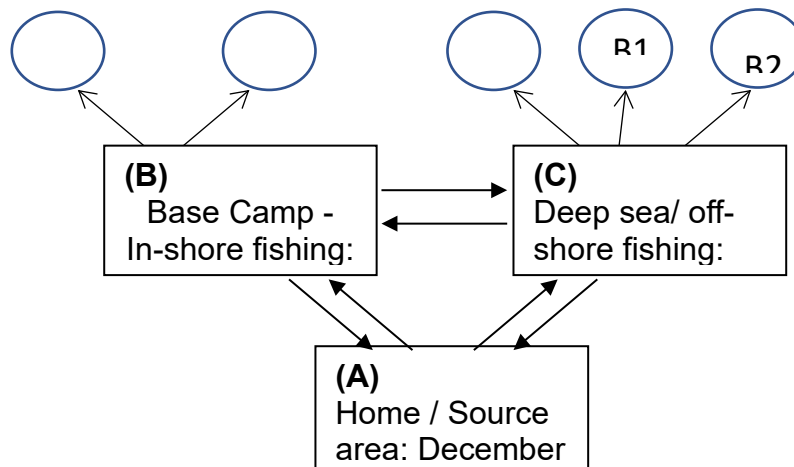 B1
B2
(B)
Base Camp -
In-shore fishing:
(C)
Deep sea/ off-
shore fishing:
(A)
Home / Source
area: December